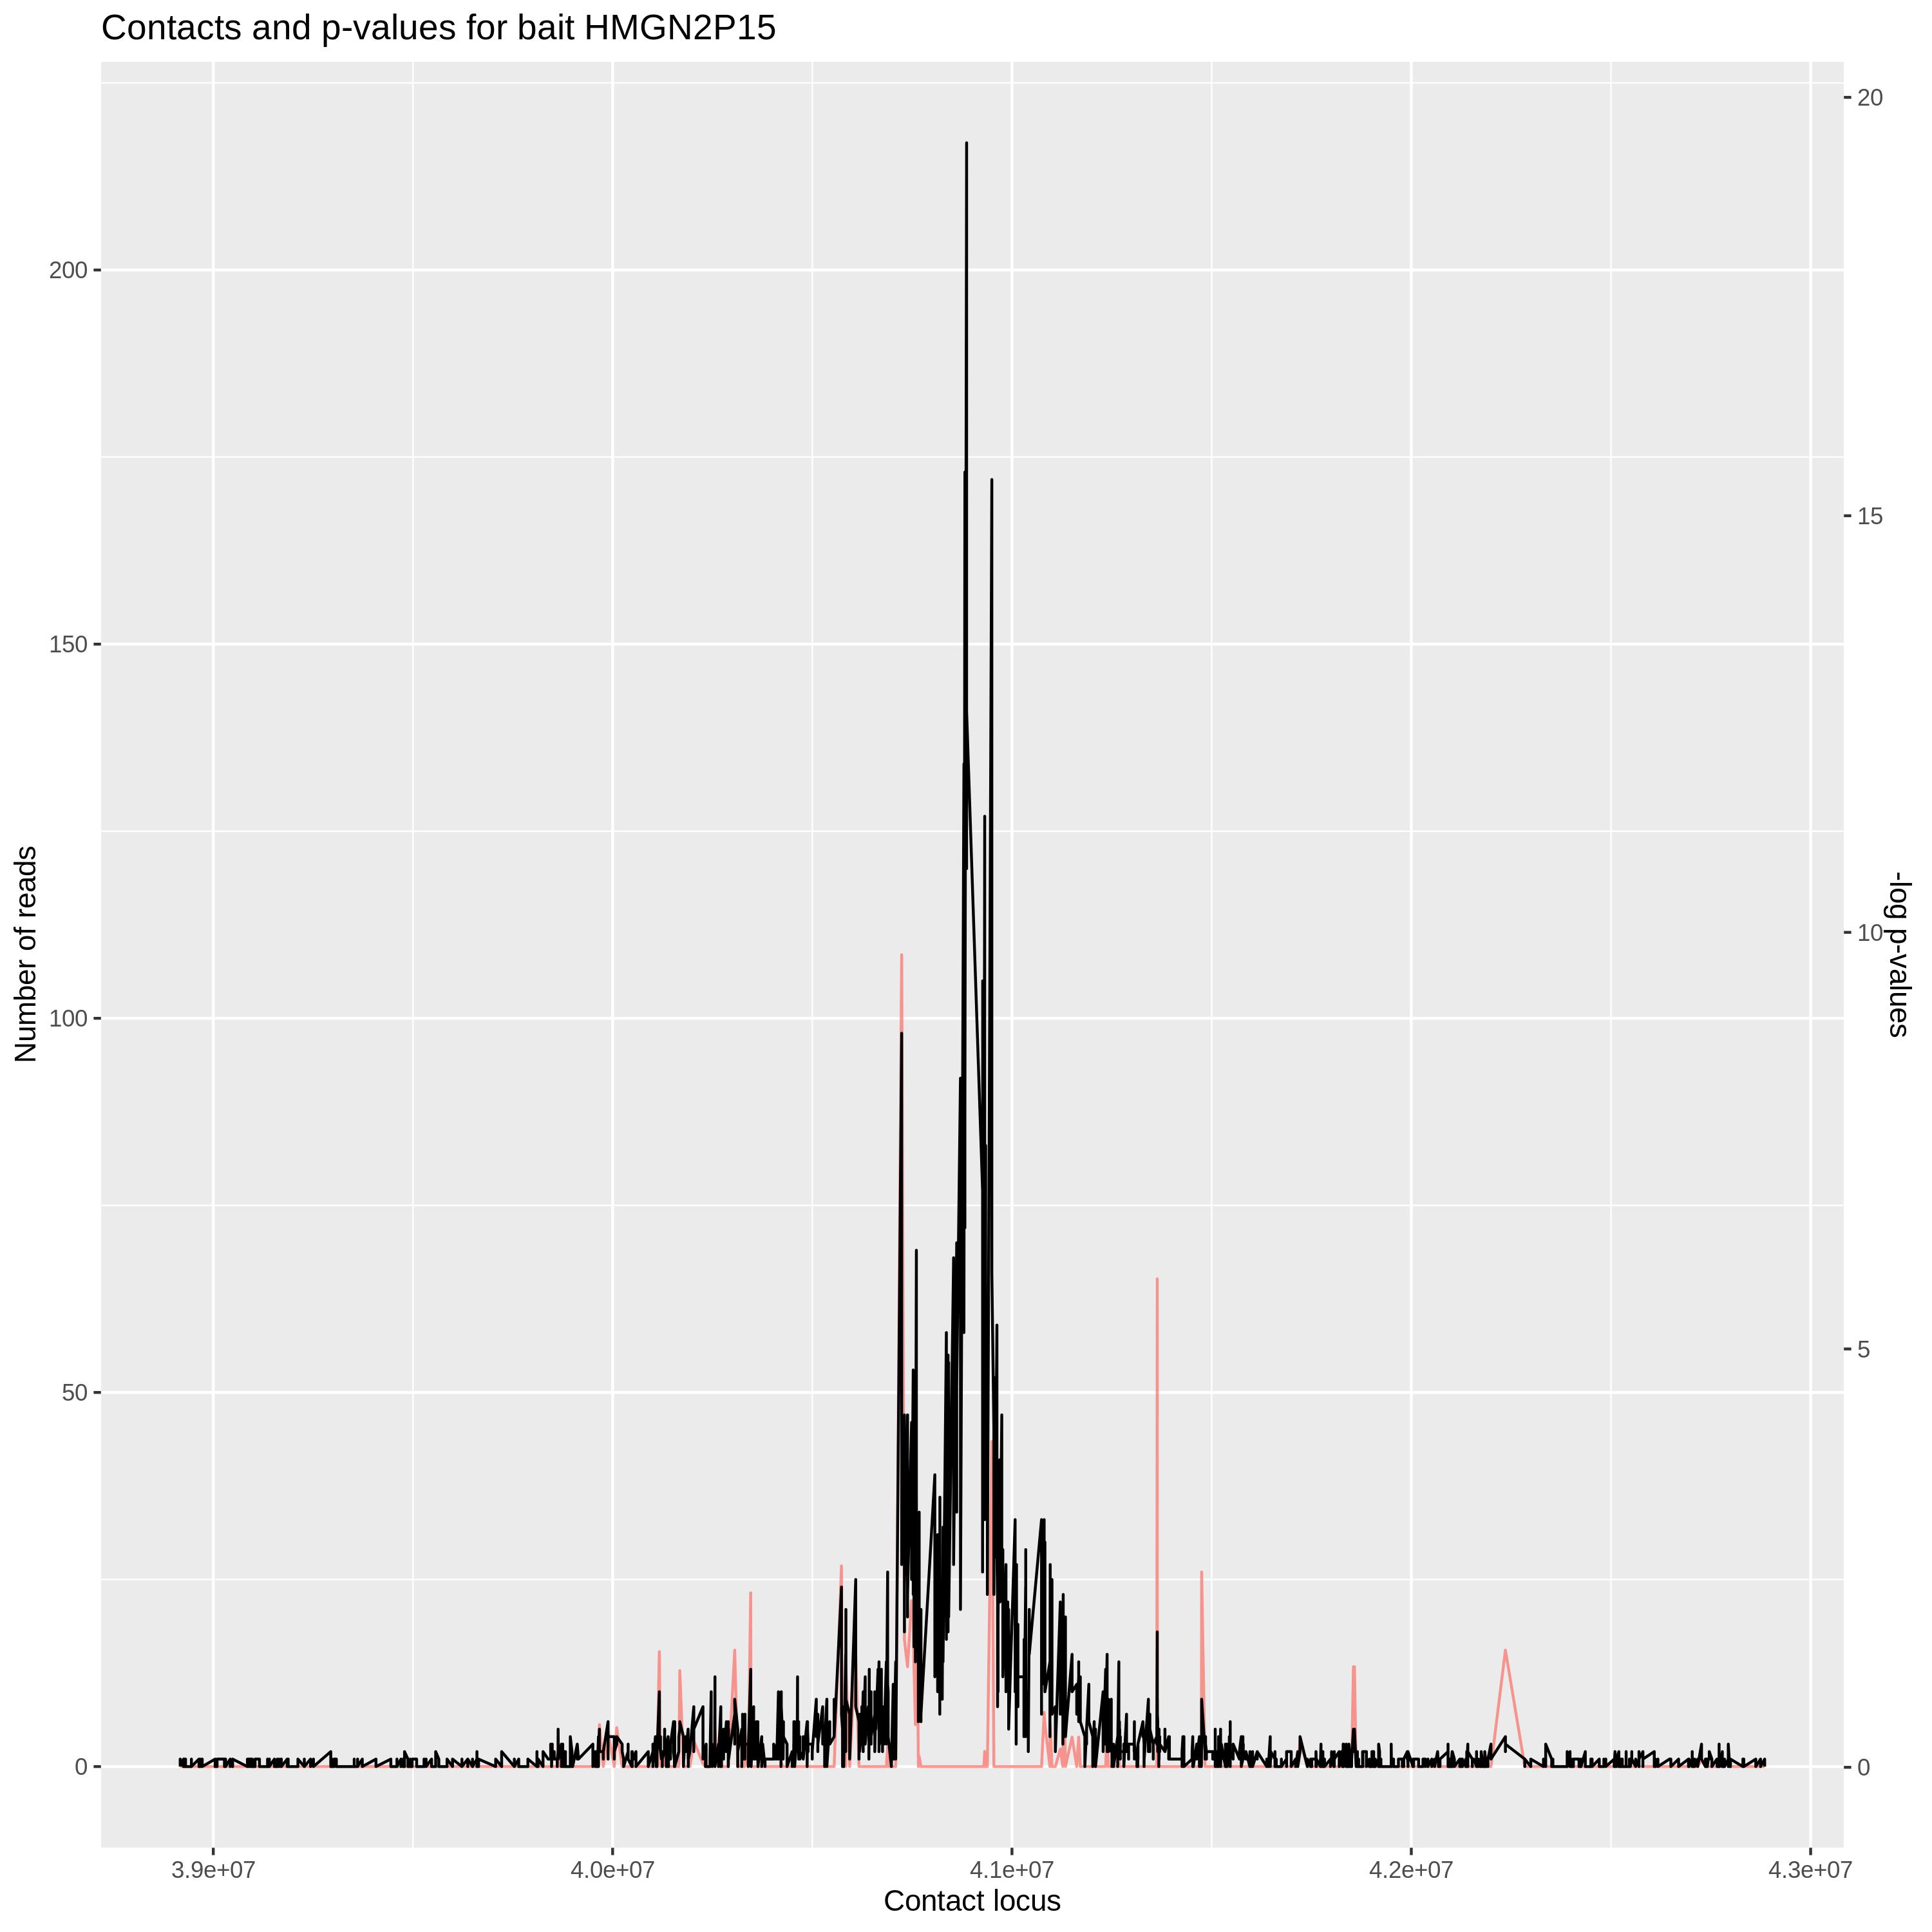 Contacts and p-values for bait HMGN2P15
Number of reads
200
150
100
50
0
20
15
10
5
0
-log p-values
3.9e+07
4.0e+07
4.1e+07
4.2e+07
4.3e+07
Contact locus